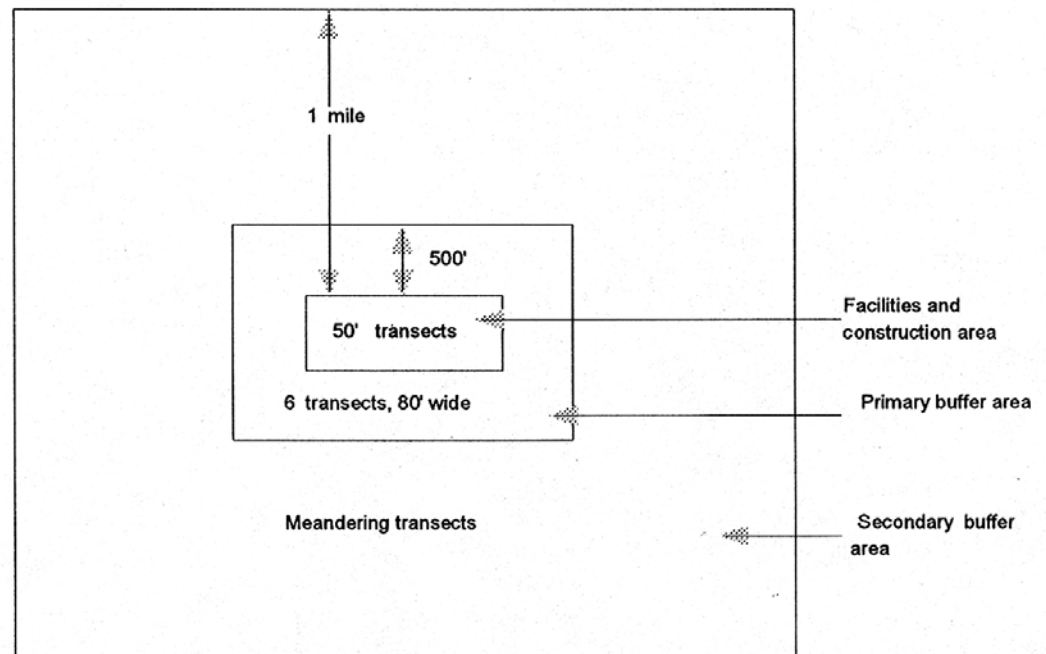 1 mile
500'
50' transects
Facilities and
construction area
6 transects, 80' wide
Primary buffer area
Meandering transects
Secondary buffer
area